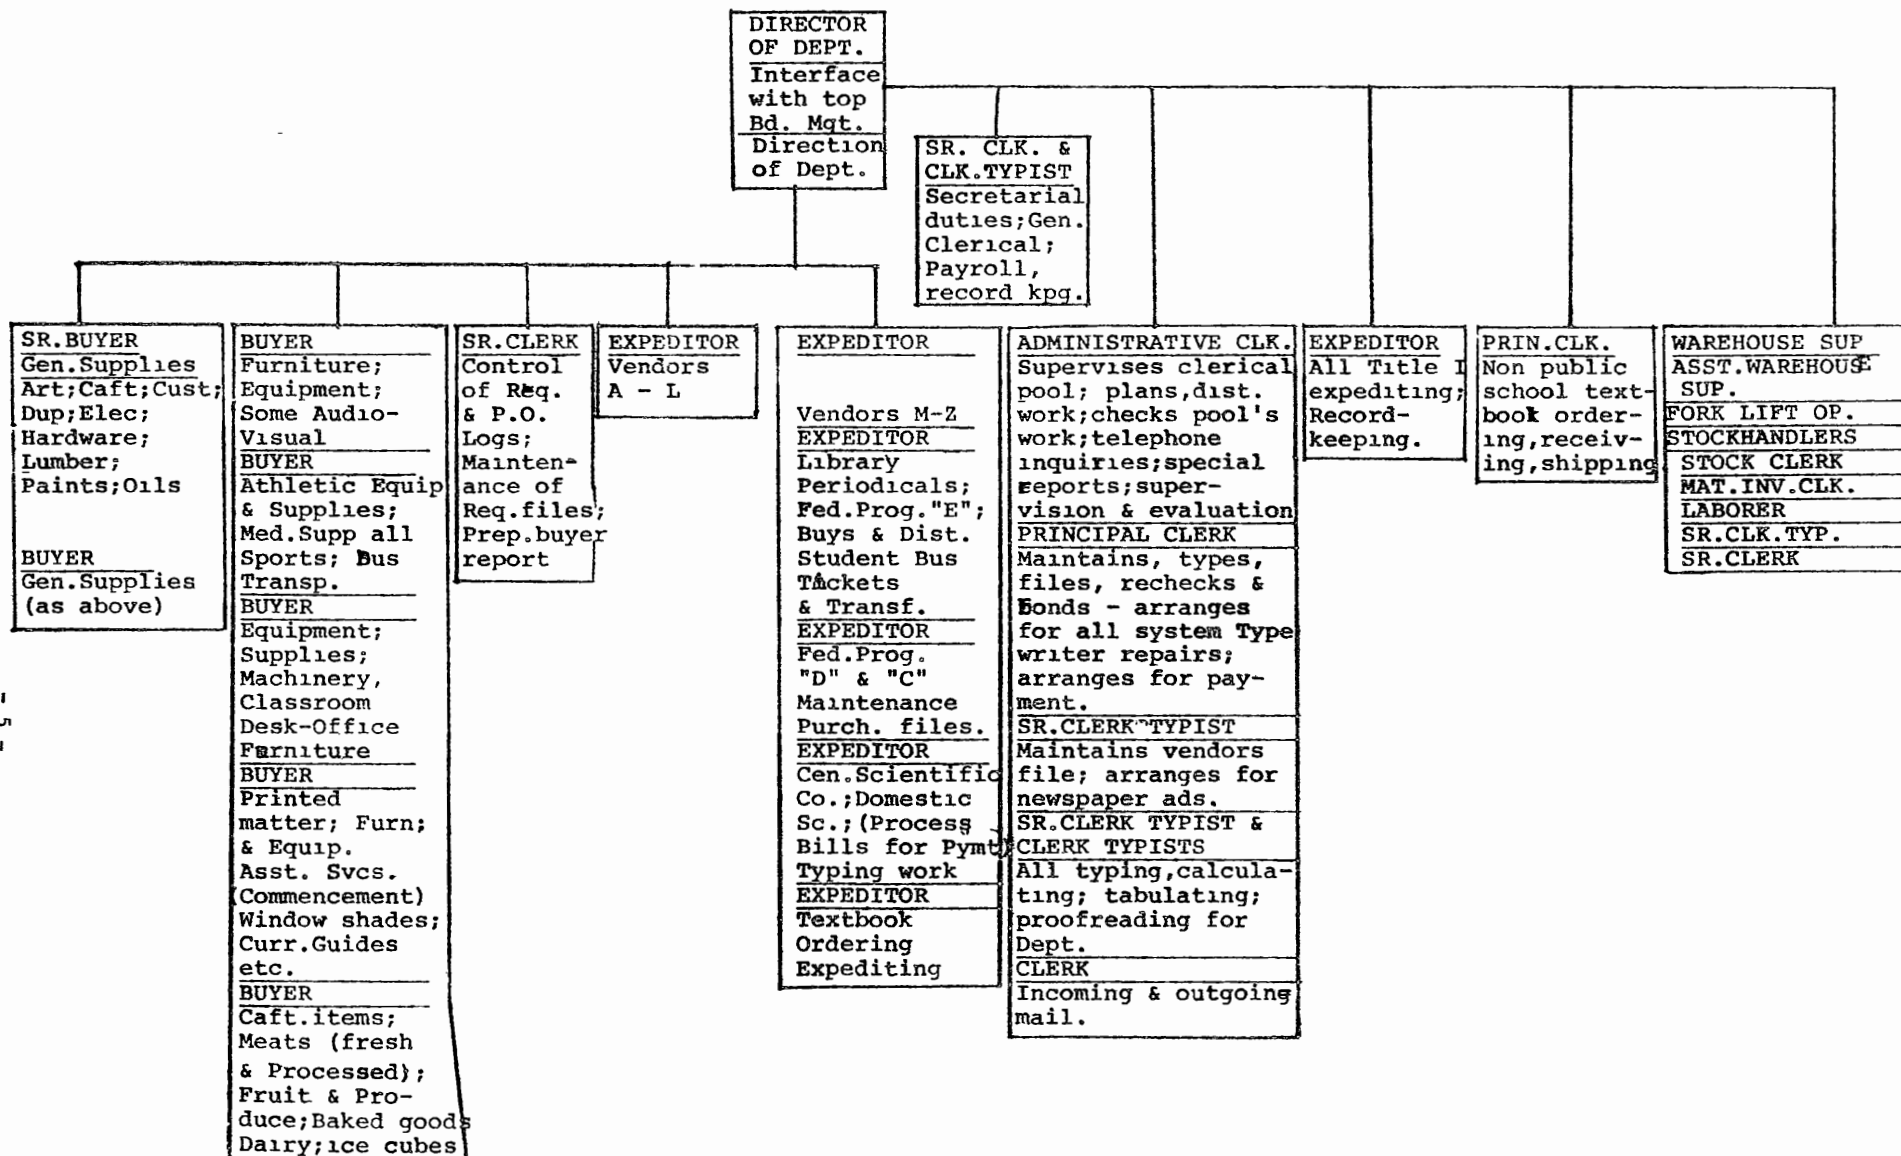 DIRECTOR
OF DEPT.
Interface
with top
Bd. Mgt.
Direction
of Dept.
SR. CLK. &
CLK.TYPIST
Secretarial
duties;Gen.
Clerical;
Payroll,
record kpg.
SR.BUYER
Gen.Supplies
Art;Caft;Cust;
Dup;Elec;
Hardware;
Lumber;
Paints;Oils
BUYER
Gen.Supplies
(as above)
BUYER
Furniture;
Equipment;
Some Audio-
Visual
BUYER
Athletic Equip
& Supplies;
Med.Supp all
Sports; Bus
Transp.
BUYER
Equipment;
Supplies;
Machinery,
Classroom
Desk-Office
Furniture
BUYER
Printed
matter; Furn;
& Equip.
Asst. Svcs.
(Commencement)
Window shades;
Curr.Guides
etc.
BUYER
Caft.items;
Meats (fresh
& Processed);
Fruit & Pro-
duce;Baked goods
Dairy;ice cubes
SR.CLERK
Control
of Req.
& P.O.
Logs;
Mainten-
ance of
Req.files;
Prep.buyer
report
EXPEDITOR
Vendors
A - L
EXPEDITOR
Vendors M-Z
EXPEDITOR
Library
Periodicals;
Fed.Prog."E";
Buys & Dist.
Student Bus
Tickets
& Transf.
EXPEDITOR
Fed.Prog.
"D" & "C"
Maintenance
Purch. files.
EXPEDITOR
Cen.Scientific
Co.;Domestic
Sc.;(Process
Bills for Pymt)
Typing work
EXPEDITOR
Textbook
Ordering
Expediting
ADMINISTRATIVE CLK.
Supervises clerical
pool; plans,dist.
work;checks pool's
work;telephone
inquiries;special
reports;super-
vision & evaluation
PRINCIPAL CLERK
Maintains, types,
files, rechecks &
bonds - arranges
for all system Type
writer repairs;
arranges for pay-
ment.
SR.CLERK TYPIST
Maintains vendors
file; arranges for
newspaper ads.
SR.CLERK TYPIST &
CLERK TYPISTS
All typing,calcula-
ting; tabulating;
proofreading for
Dept.
CLERK
Incoming & outgoing
mail.
EXPEDITOR
All Title I
expediting;
Record-
keeping.
PRIN.CLK.
Non public
school text-
book order-
ing,receiv-
ing,shipping
WAREHOUSE SUP
ASST.WAREHOUSE
SUP.
FORK LIFT OP.
STOCKHANDLERS
STOCK CLERK
MAT.INV.CLK.
LABORER
SR.CLK.TYP.
SR.CLERK
- 5 -